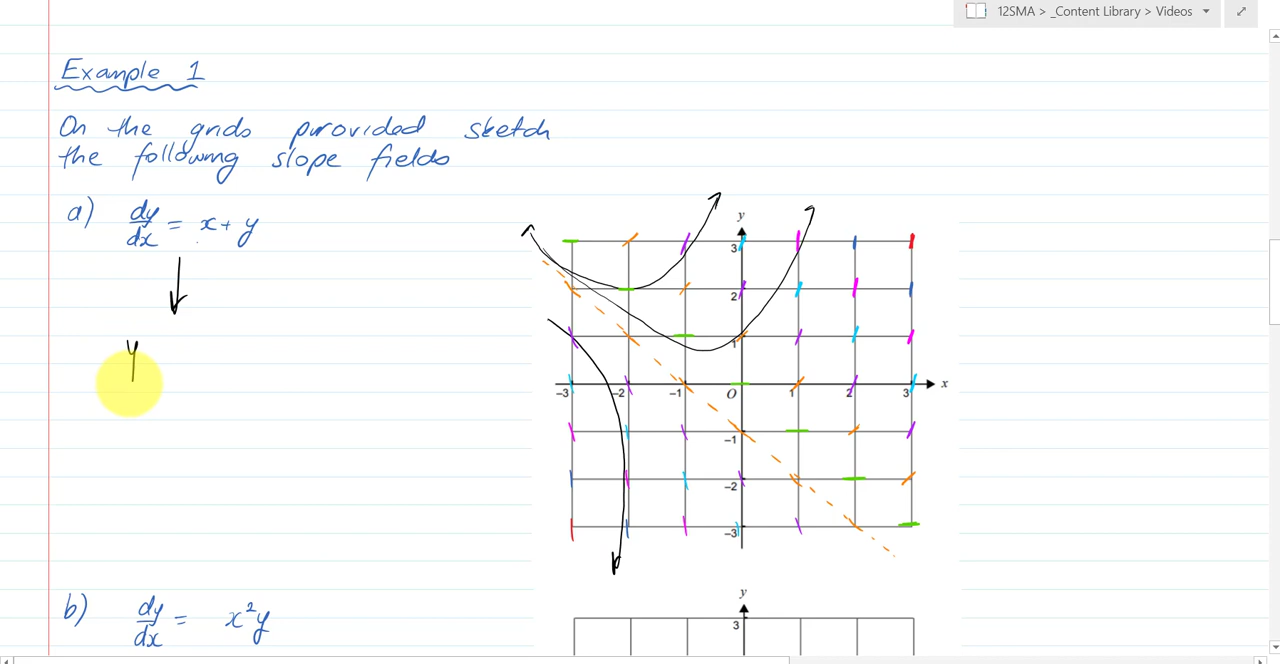 12SMA > _Content Library > Videos
Example 1
On the grids purovided sketch
the following slope fields
a) dy/dx = x + y
y
y
3
2
1
-3 -2 -1 O 1 2 3 x
-1
-2
-3
b) dy/dx = x²y
y
3